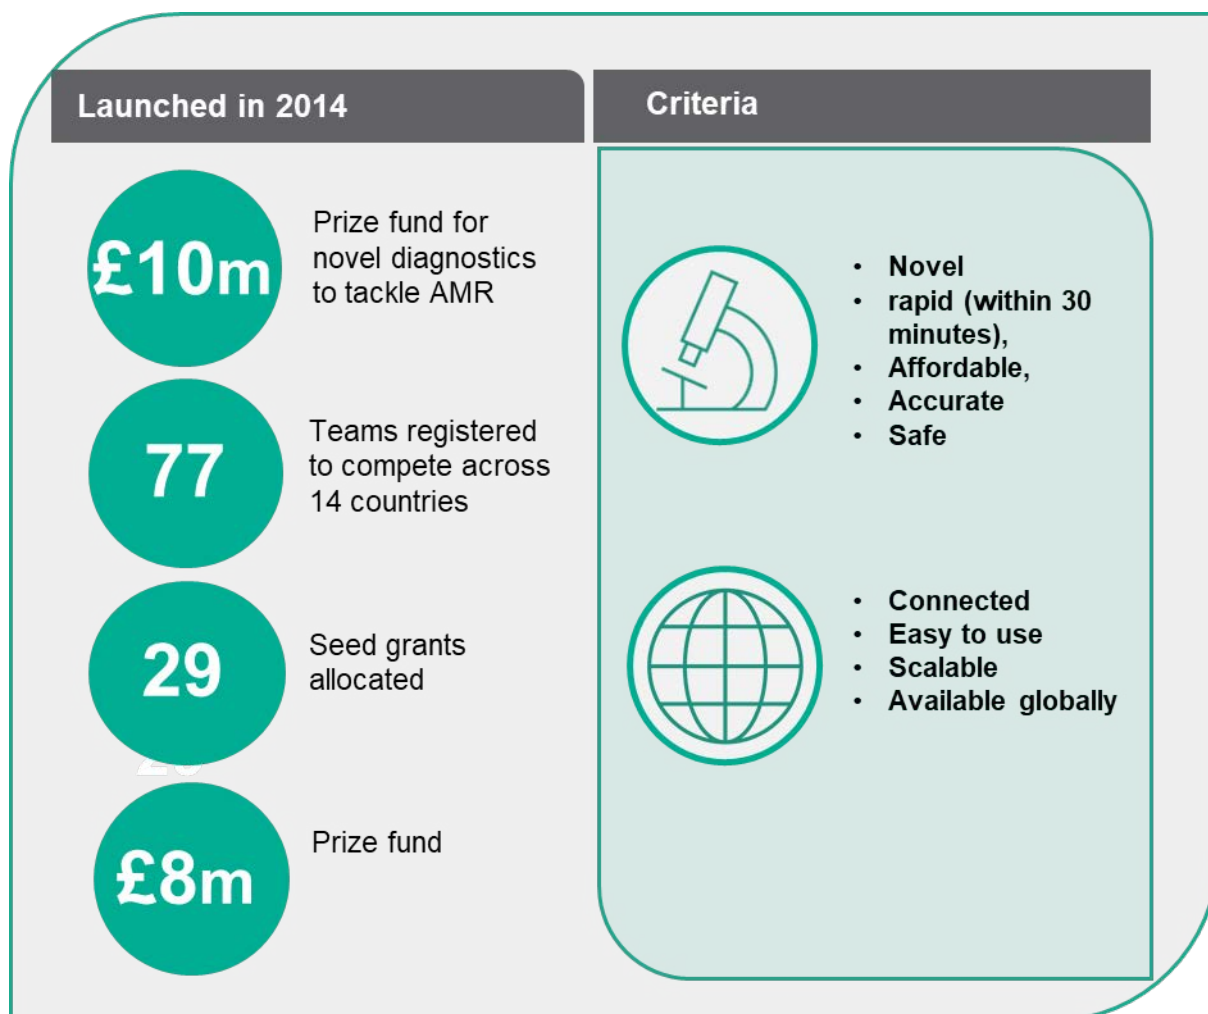 Launched in 2014
£10m
Prize fund for
novel diagnostics
to tackle AMR
77
Teams registered
to compete across
14 countries
29
Seed grants
allocated
£8m
Prize fund
Criteria
• Novel
• rapid (within 30
minutes),
• Affordable,
• Accurate
• Safe
• Connected
• Easy to use
• Scalable
• Available globally